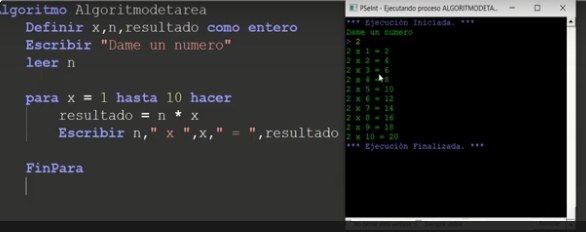 Algoritmo Algoritmodetarea
Definir x,n,resultado como entero
Escribir "Dame un numero"
leer n
para x = 1 hasta 10 hacer
resultado = n * x
Escribir n," x ",x," = ",resultado
FinPara
PSeInt - Ejecutando proceso ALGORITMODETA...
*** Ejecución Iniciada. ***
Dame un numero
> 2
2 x 1 = 2
2 x 2 = 4
2 x 3 = 6
2 x 4 = 8
2 x 5 = 10
2 x 6 = 12
2 x 7 = 14
2 x 8 = 16
2 x 9 = 18
2 x 10 = 20
*** Ejecución Finalizada. ***